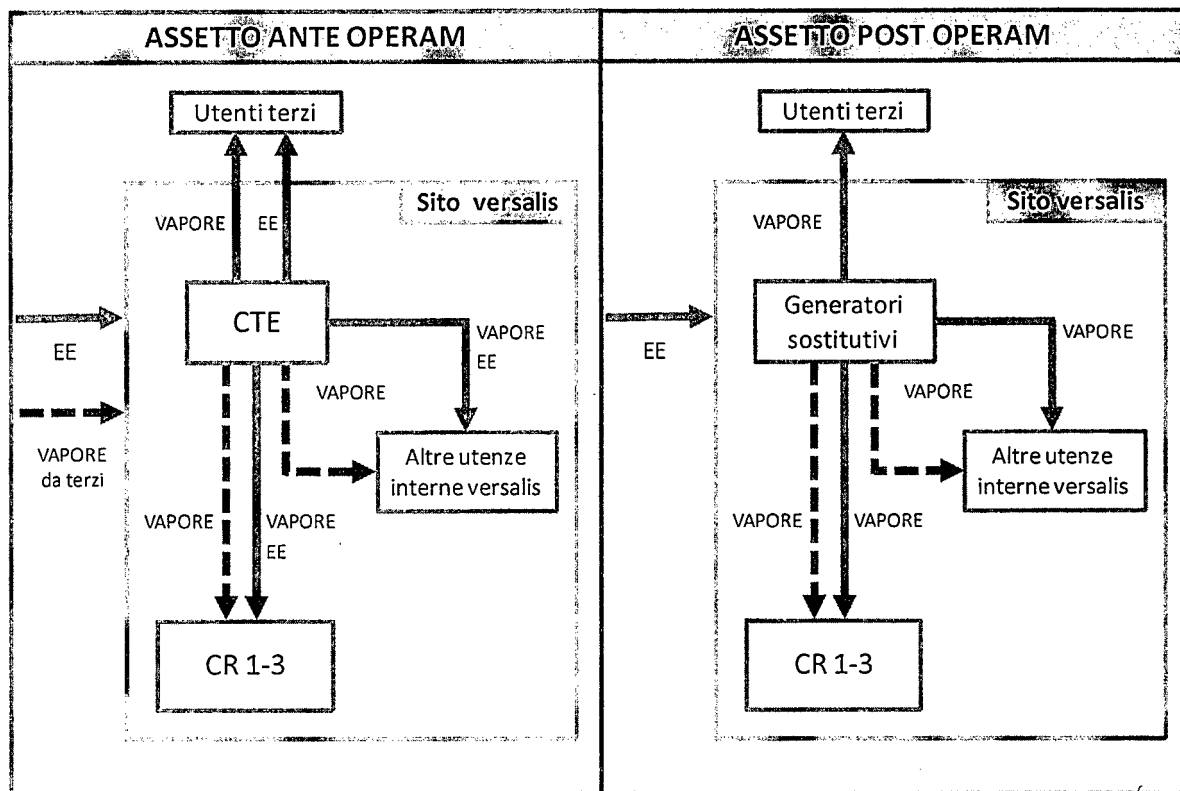 ASSETTO ANTE OPERAM
Utenti terzi
Sito versalis
VAPORE
EE
CTE
EE
VAPORE
EE
VAPORE
VAPORE
da terzi
Altre utenze
interne versalis
VAPORE
VAPORE
EE
CR 1-3
ASSETTO POST OPERAM
Utenti terzi
Sito versalis
VAPORE
Generatori
sostitutivi
EE
VAPORE
VAPORE
Altre utenze
interne versalis
VAPORE
VAPORE
CR 1-3